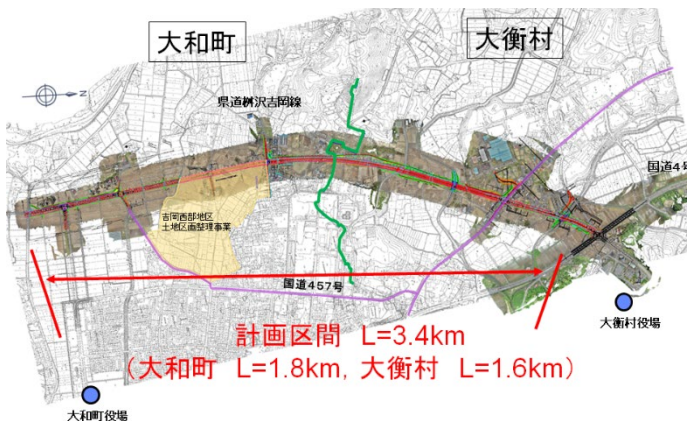 大和町
大衡村
N
県道桝沢吉岡線
国道4号
吉岡西部地区
土地区画整理事業
国道457号
大衡村役場
計画区間 L=3.4km
(大和町 L=1.8km, 大衡村 L=1.6km)
大和町役場